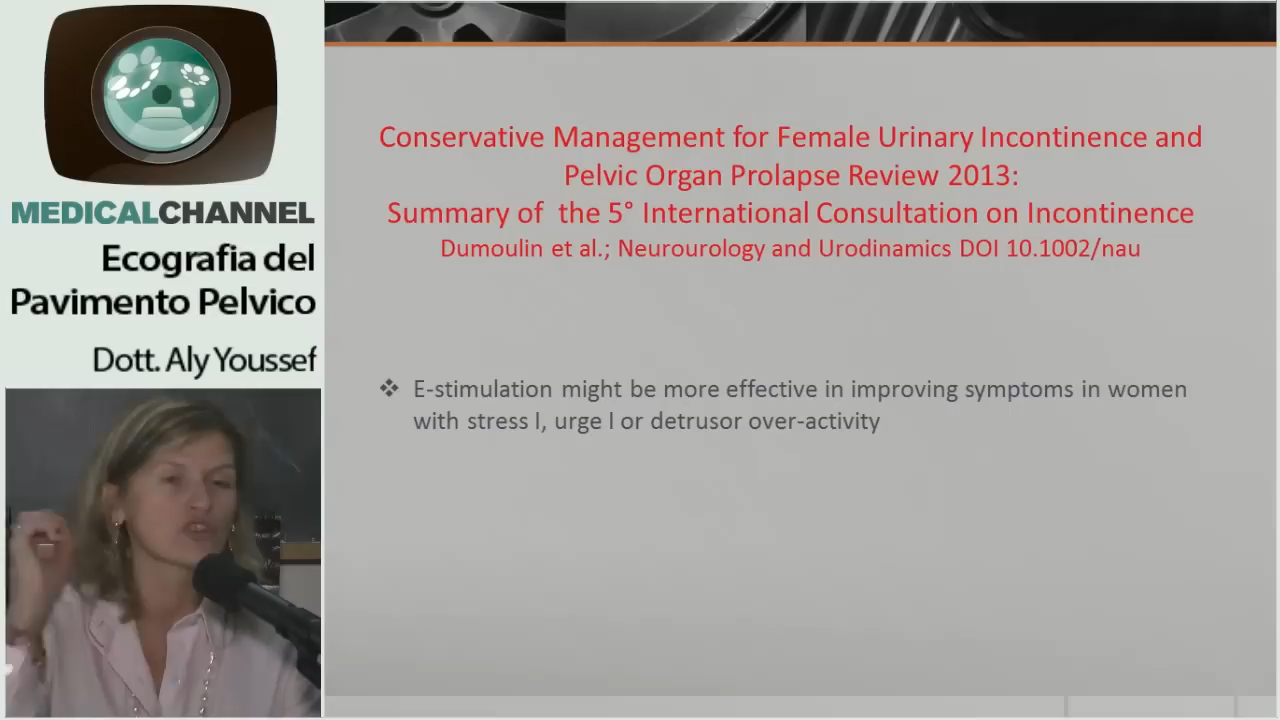 MEDICALCHANNEL
Ecografia del
Pavimento Pelvico
Dott. Aly Youssef
Conservative Management for Female Urinary Incontinence and
Pelvic Organ Prolapse Review 2013:
Summary of the 5° International Consultation on Incontinence
Dumoulin et al.; Neurourology and Urodinamics DOI 10.1002/nau
❖ E-stimulation might be more effective in improving symptoms in women
with stress I, urge I or detrusor over-activity